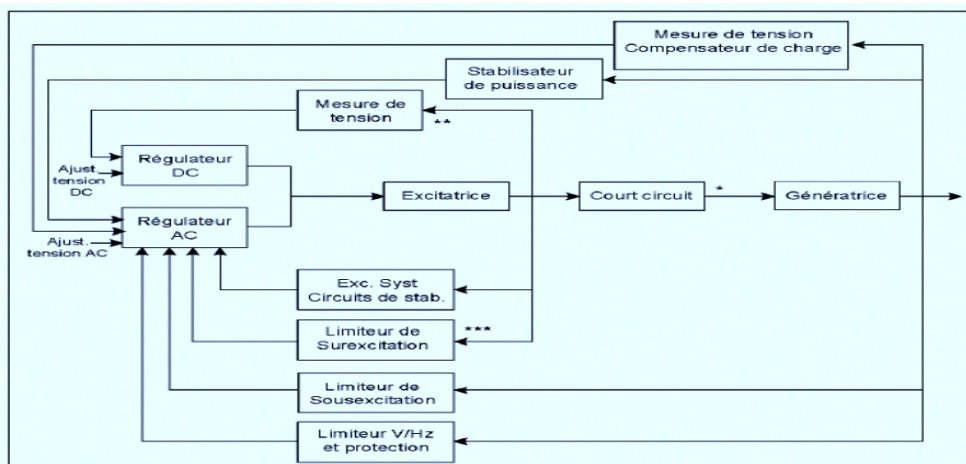 Mesure de tension
Compensateur de charge
Stabilisateur
de puissance
Mesure de
tension
**
Régulateur
DC
Ajust.
tension
DC
Excitatrice
Court circuit
*
Génératrice
Régulateur
AC
Ajust.
tension AC
Exc. Syst
Circuits de stab.
Limiteur de
Surexcitation
***
Limiteur de
Sousexcitation
Limiteur V/Hz
et protection